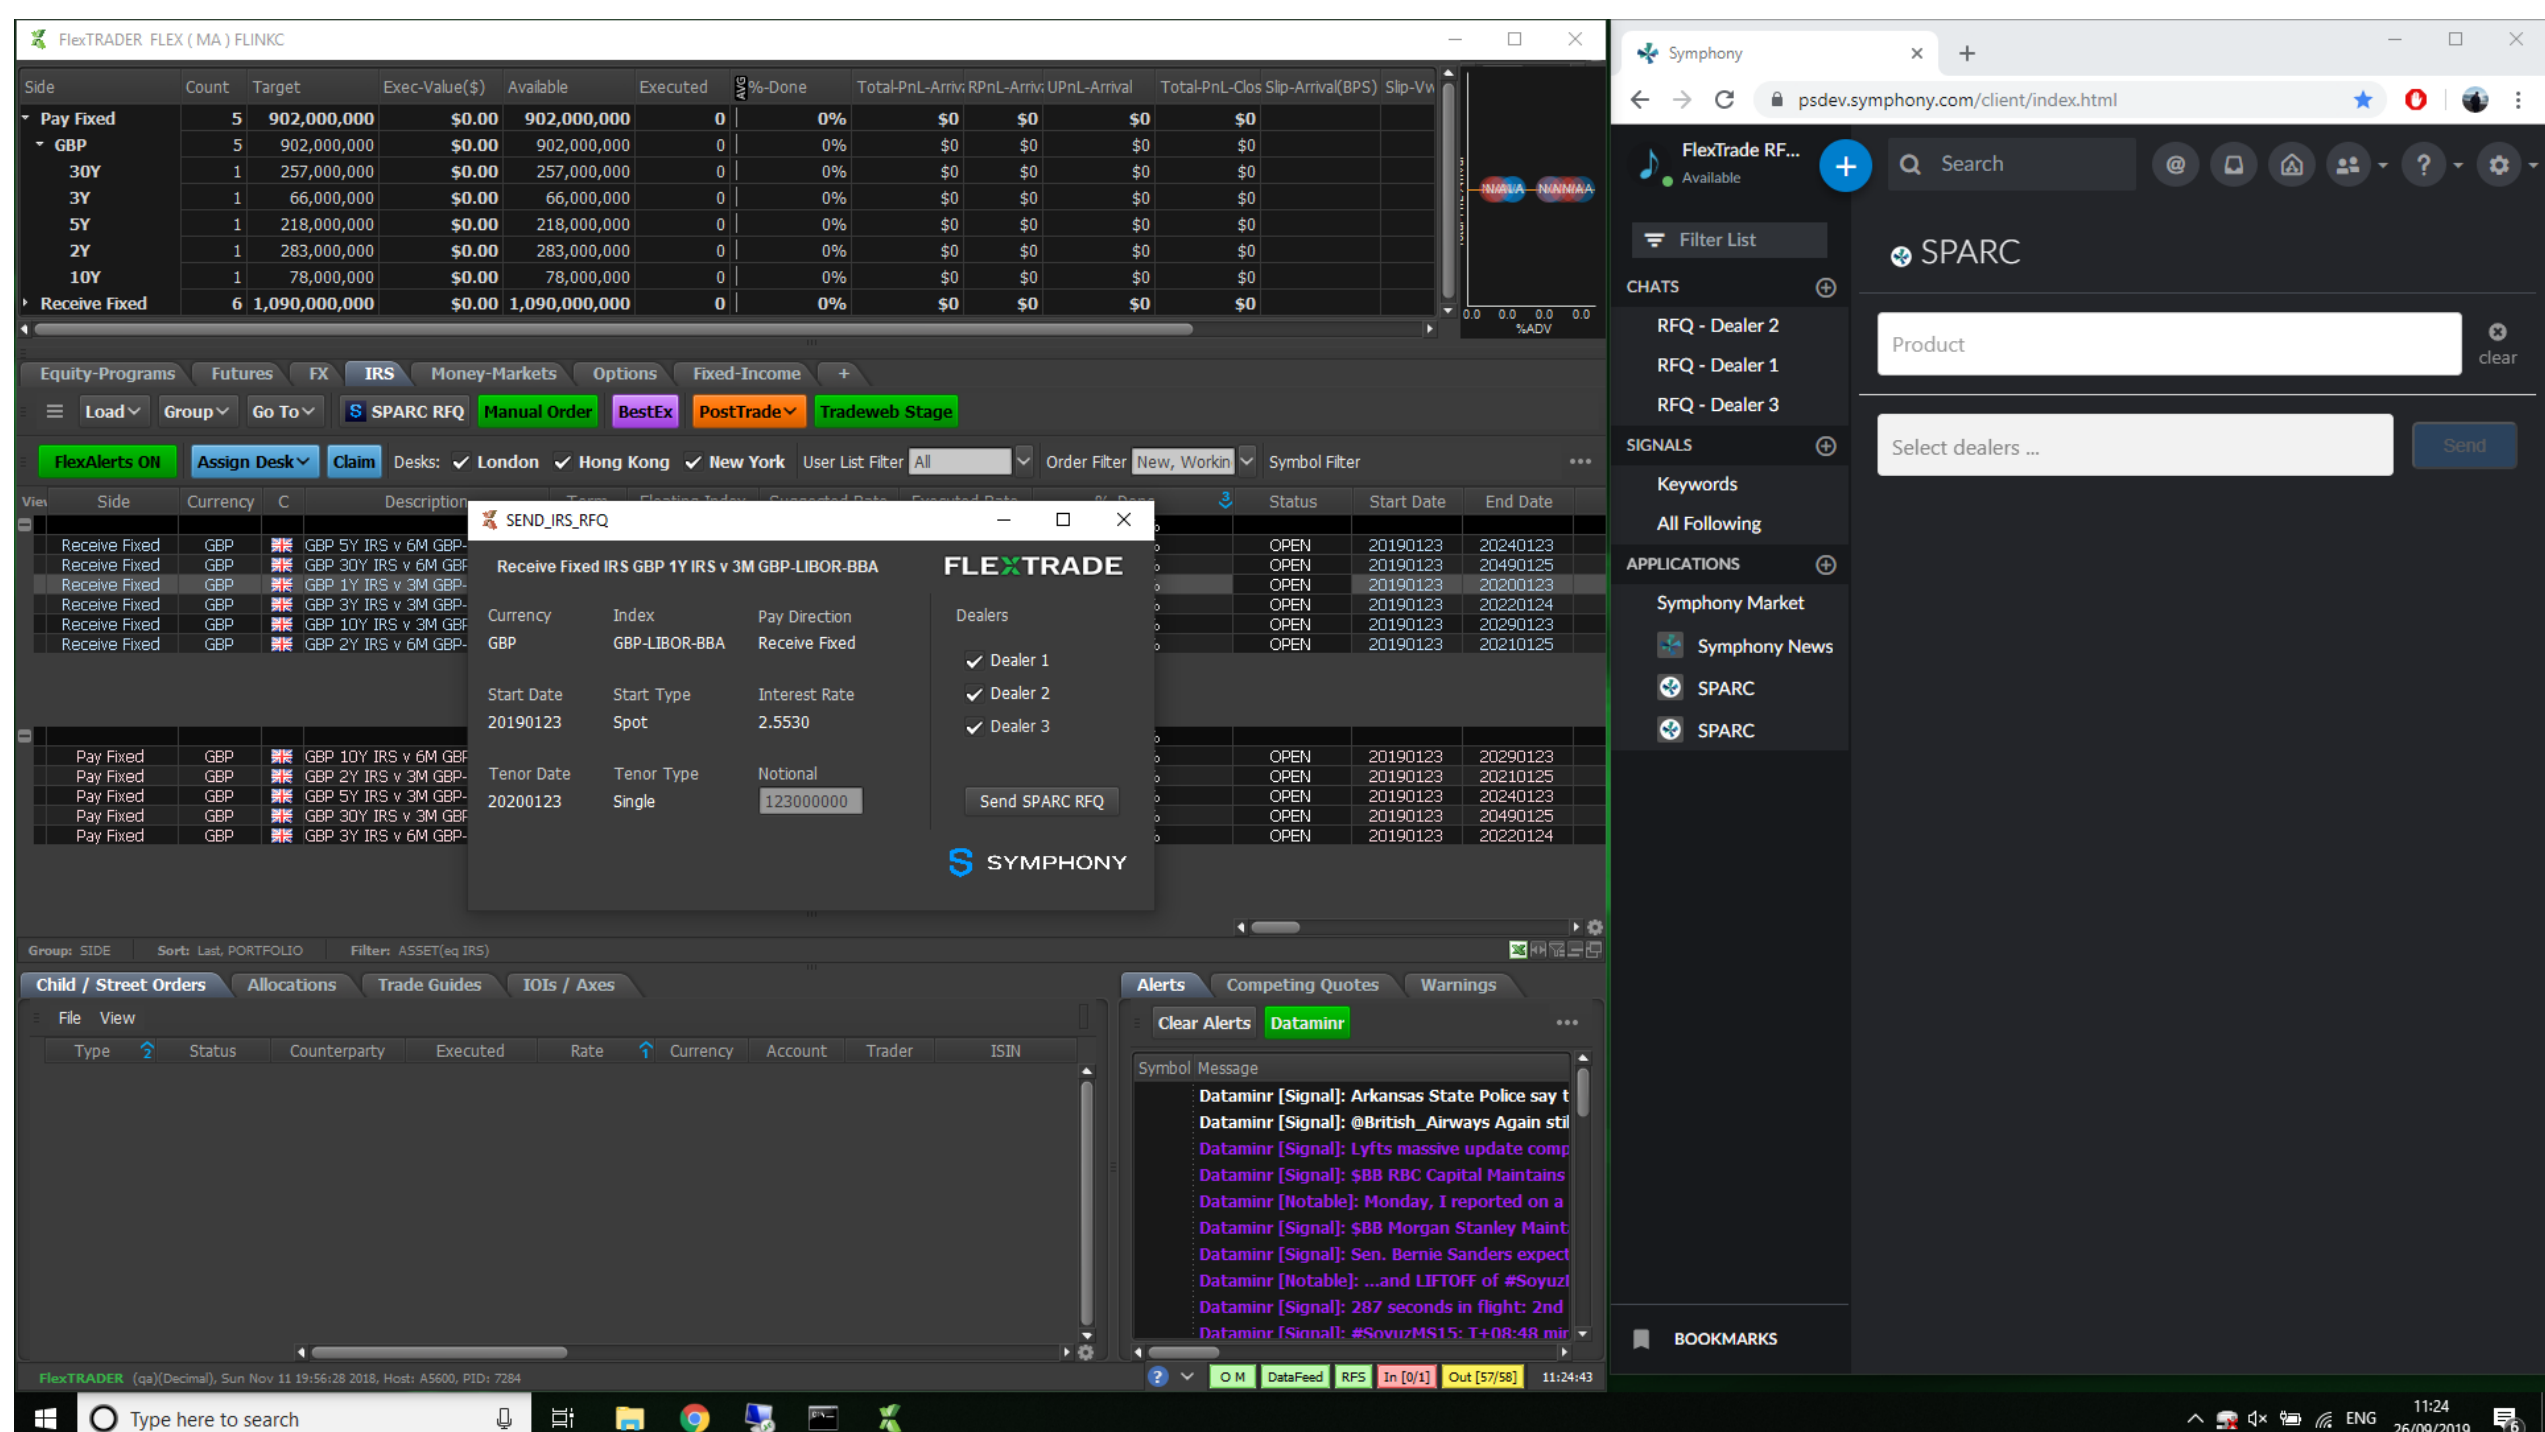 FlexTRADER FLEX ( MA ) FLINKC
Side Count Target Exec-Value($) Available Executed AVG %-Done Total-PnL-Arriv RPnL-Arriv UPnL-Arrival Total-PnL-Clos Slip-Arrival(BPS) Slip-Vw
Pay Fixed 5 902,000,000 $0.00 902,000,000 0 0% $0 $0 $0 $0
GBP 5 902,000,000 $0.00 902,000,000 0 0% $0 $0 $0 $0
30Y 1 257,000,000 $0.00 257,000,000 0 0% $0 $0 $0 $0
3Y 1 66,000,000 $0.00 66,000,000 0 0% $0 $0 $0 $0
5Y 1 218,000,000 $0.00 218,000,000 0 0% $0 $0 $0 $0
2Y 1 283,000,000 $0.00 283,000,000 0 0% $0 $0 $0 $0
10Y 1 78,000,000 $0.00 78,000,000 0 0% $0 $0 $0 $0
Receive Fixed 6 1,090,000,000 $0.00 1,090,000,000 0 0% $0 $0 $0 $0
0.0 0.0 0.0 0.0
%ADV
Equity-Programs Futures FX IRS Money-Markets Options Fixed-Income +
Load Group Go To SPARC RFQ Manual Order BestEx PostTrade Tradeweb Stage
FlexAlerts ON Assign Desk Claim Desks: London Hong Kong New York User List Filter All Order Filter New, Workin Symbol Filter
View Side Currency C Description Status Start Date End Date
Receive Fixed GBP GBP 5Y IRS v 6M GBP- OPEN 20190123 20240123
Receive Fixed GBP GBP 30Y IRS v 6M GBP OPEN 20190123 20490125
Receive Fixed GBP GBP 1Y IRS v 3M GBP- OPEN 20190123 20200123
Receive Fixed GBP GBP 3Y IRS v 3M GBP- OPEN 20190123 20220124
Receive Fixed GBP GBP 10Y IRS v 3M GBP OPEN 20190123 20290123
Receive Fixed GBP GBP 2Y IRS v 6M GBP- OPEN 20190123 20210125
Pay Fixed GBP GBP 10Y IRS v 6M GBP OPEN 20190123 20290123
Pay Fixed GBP GBP 2Y IRS v 3M GBP- OPEN 20190123 20210125
Pay Fixed GBP GBP 5Y IRS v 3M GBP- OPEN 20190123 20240123
Pay Fixed GBP GBP 30Y IRS v 3M GBP OPEN 20190123 20490125
Pay Fixed GBP GBP 3Y IRS v 6M GBP- OPEN 20190123 20220124
SEND_IRS_RFQ
Receive Fixed IRS GBP 1Y IRS v 3M GBP-LIBOR-BBA FLEXTRADE
Currency Index Pay Direction Dealers
GBP GBP-LIBOR-BBA Receive Fixed
Dealer 1
Start Date Start Type Interest Rate Dealer 2
20190123 Spot 2.5530 Dealer 3
Tenor Date Tenor Type Notional
20200123 Single 123000000 Send SPARC RFQ
SYMPHONY
Group: SIDE Sort: Last, PORTFOLIO Filter: ASSET(eq IRS)
Child / Street Orders Allocations Trade Guides IOIs / Axes
File View
Type 2 Status Counterparty Executed Rate 1 Currency Account Trader ISIN
Alerts Competing Quotes Warnings
Clear Alerts Dataminr
Symbol Message
Dataminr [Signal]: Arkansas State Police say t
Dataminr [Signal]: @British_Airways Again stil
Dataminr [Signal]: Lyfts massive update comp
Dataminr [Signal]: $BB RBC Capital Maintains
Dataminr [Notable]: Monday, I reported on a
Dataminr [Signal]: $BB Morgan Stanley Maint
Dataminr [Signal]: Sen. Bernie Sanders expect
Dataminr [Notable]: ...and LIFTOFF of #Soyuz
Dataminr [Signal]: 287 seconds in flight: 2nd
Dataminr [Signal]: #SoyuzMS15: T+08:48 min
FlexTRADER (qa)(Decimal), Sun Nov 11 19:56:28 2018, Host: A5600, PID: 7284
O M DataFeed RFS In [0/1] Out [57/58] 11:24:43
Symphony
psdev.symphony.com/client/index.html
FlexTrade RF...
Available
Search
Filter List
CHATS
RFQ - Dealer 2
RFQ - Dealer 1
RFQ - Dealer 3
SIGNALS
Keywords
All Following
APPLICATIONS
Symphony Market
Symphony News
SPARC
SPARC
BOOKMARKS
SPARC
Product
clear
Select dealers ...
Send
Type here to search
ENG
11:24
26/09/2019
6